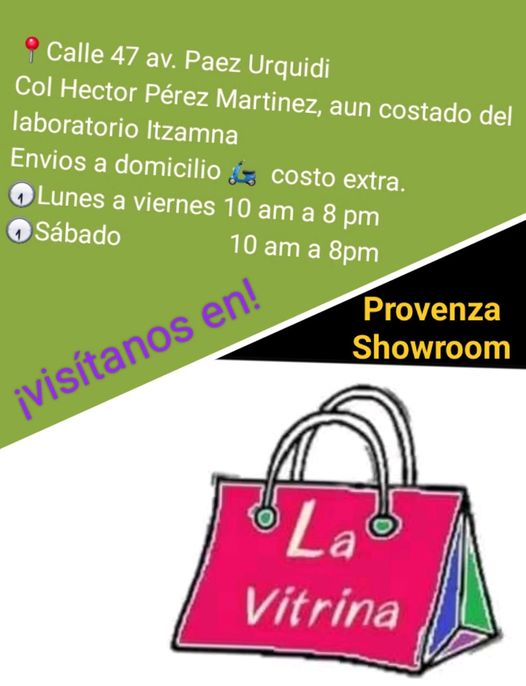 📍Calle 47 av. Paez Urquidi
Col Hector Pérez Martinez, aun costado del
laboratorio Itzamna
Envios a domicilio 🛵 costo extra.
🕢Lunes a viernes 10 am a 8 pm
🕢Sábado 10 am a 8pm
¡visítanos en!
Provenza
Showroom
La
Vitrina